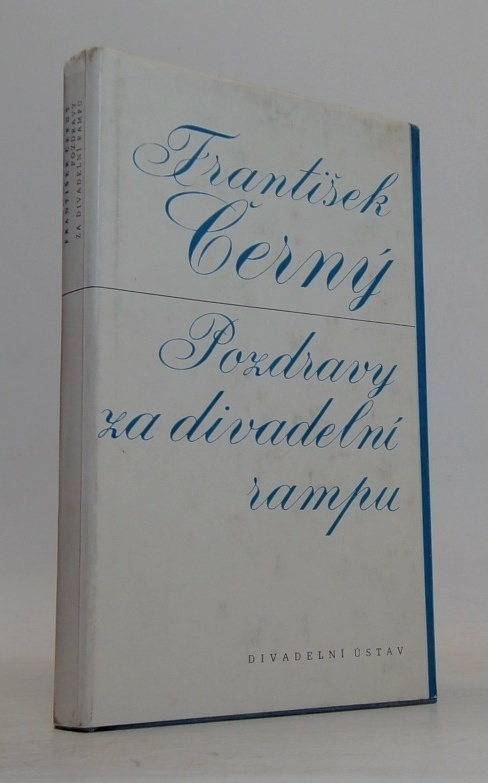 FRANTIŠEK ČERNÝ
POZDRAVY
ZA DIVADELNÍ RAMPU
František
Černý
Pozdravy
za divadelní
rampu
DIVADELNÍ ÚSTAV